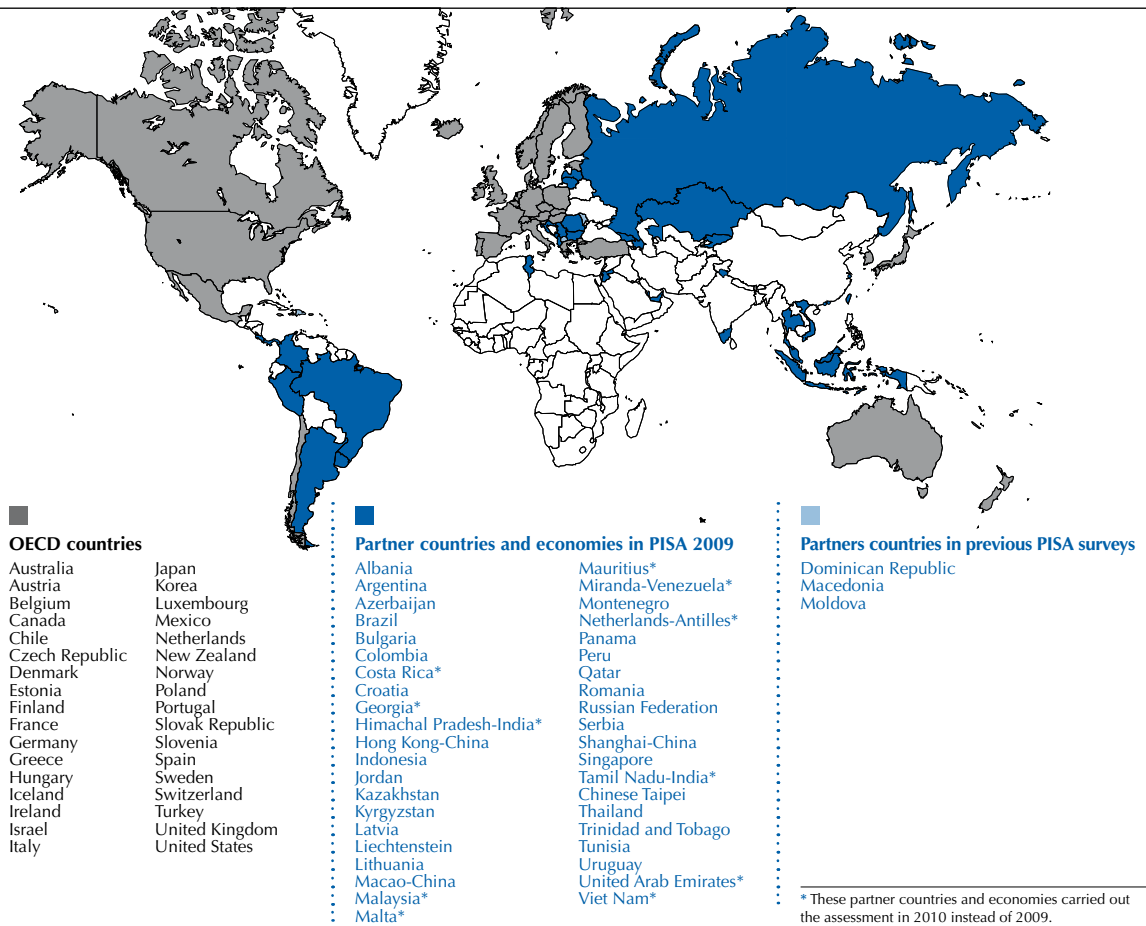 OECD countries
Australia
Austria
Belgium
Canada
Chile
Czech Republic
Denmark
Estonia
Finland
France
Germany
Greece
Hungary
Iceland
Ireland
Israel
Italy
Japan
Korea
Luxembourg
Mexico
Netherlands
New Zealand
Norway
Poland
Portugal
Slovak Republic
Slovenia
Spain
Sweden
Switzerland
Turkey
United Kingdom
United States
Partner countries and economies in PISA 2009
Albania
Argentina
Azerbaijan
Brazil
Bulgaria
Colombia
Costa Rica*
Croatia
Georgia*
Himachal Pradesh-India*
Hong Kong-China
Indonesia
Jordan
Kazakhstan
Kyrgyzstan
Latvia
Liechtenstein
Lithuania
Macao-China
Malaysia*
Malta*
Mauritius*
Miranda-Venezuela*
Montenegro
Netherlands-Antilles*
Panama
Peru
Qatar
Romania
Russian Federation
Serbia
Shanghai-China
Singapore
Tamil Nadu-India*
Chinese Taipei
Thailand
Trinidad and Tobago
Tunisia
Uruguay
United Arab Emirates*
Viet Nam*
Partners countries in previous PISA surveys
Dominican Republic
Macedonia
Moldova
* These partner countries and economies carried out
the assessment in 2010 instead of 2009.